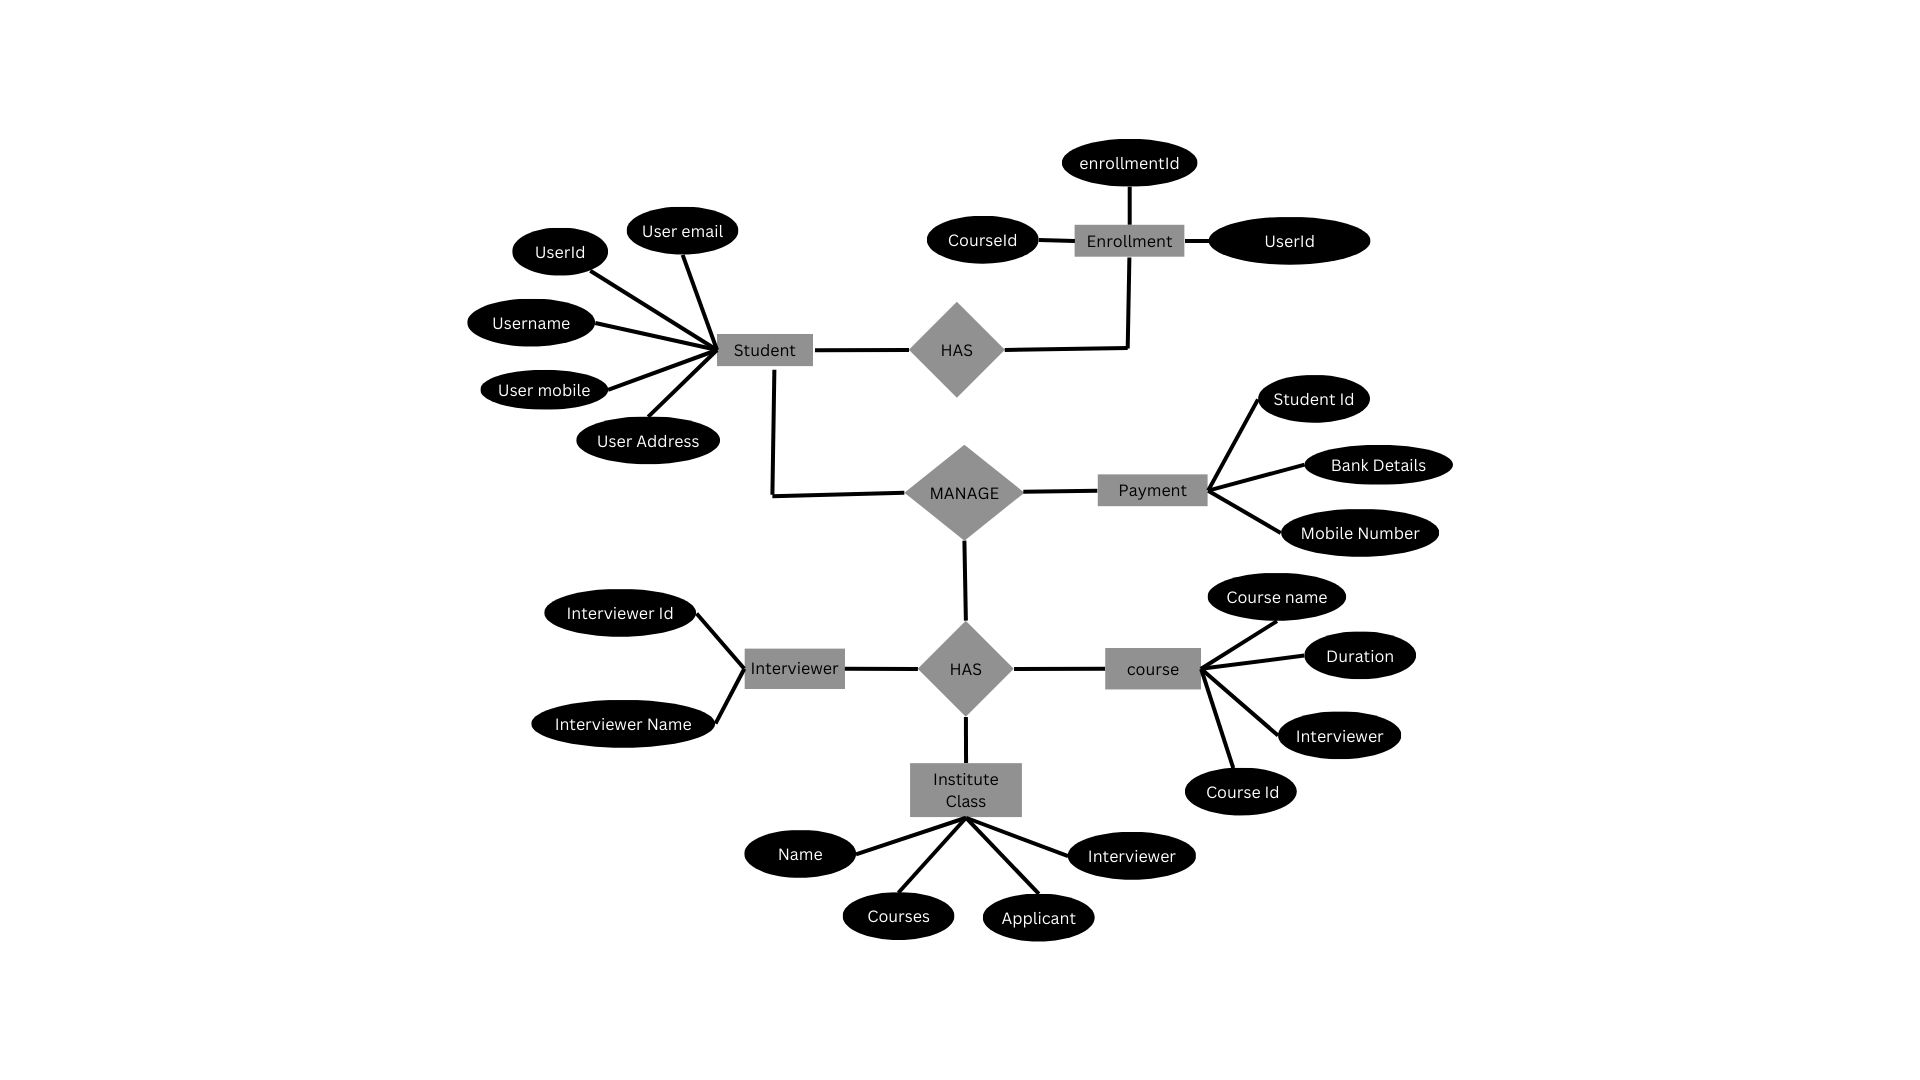 enrollmentId
User email
UserId
CourseId
Enrollment
UserId
Username
Student
HAS
User mobile
Student Id
User Address
Bank Details
MANAGE
Payment
Mobile Number
Course name
Interviewer Id
Duration
Interviewer
HAS
course
Interviewer Name
Interviewer
Institute
Class
Course Id
Name
Interviewer
Courses
Applicant